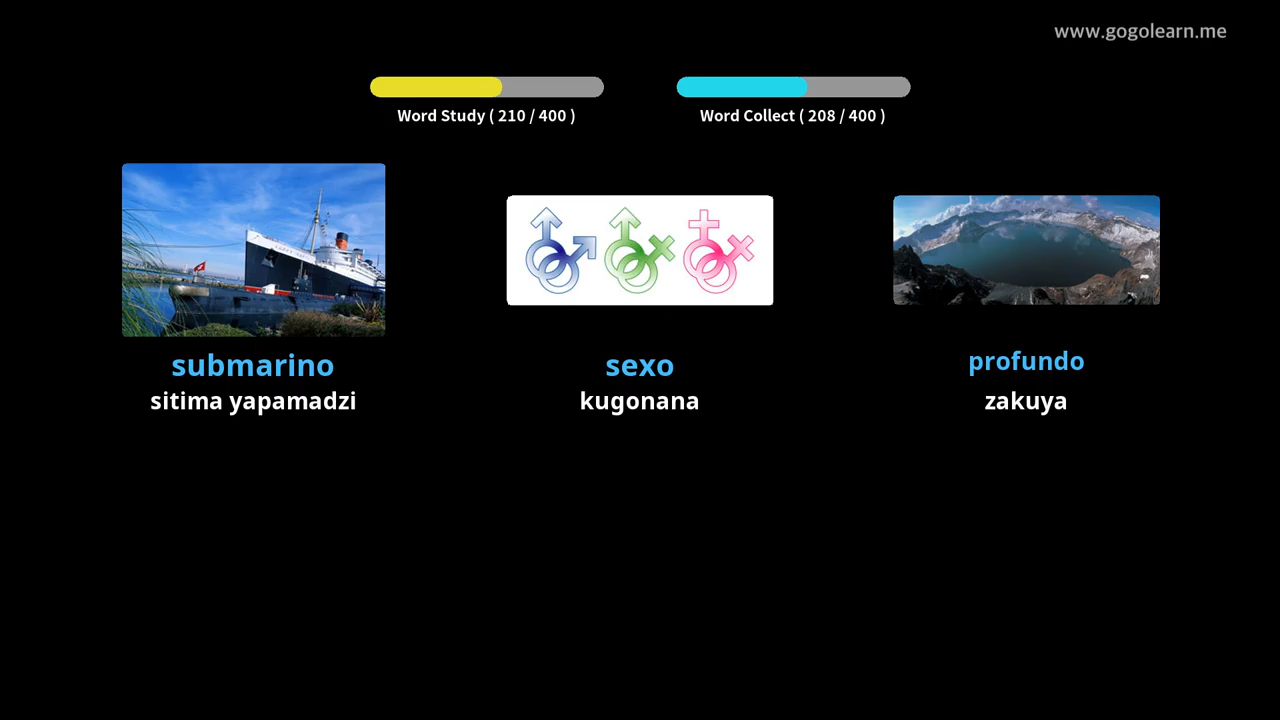 www.gogolearn.me
Word Study ( 210 / 400 )
Word Collect ( 208 / 400 )
submarino
sexo
profundo
sitima yapamadzi
kugonana
zakuya